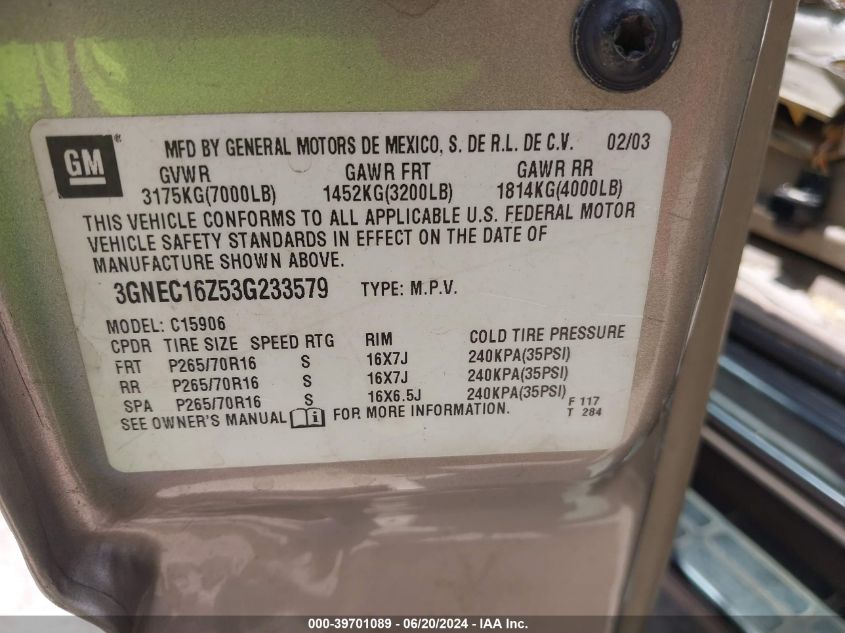 GM® MFD BY GENERAL MOTORS DE MEXICO, S. DE R.L. DE C.V. 02/03
GVWR GAWR FRT GAWR RR
3175KG(7000LB) 1452KG(3200LB) 1814KG(4000LB)
THIS VEHICLE CONFORMS TO ALL APPLICABLE U.S. FEDERAL MOTOR
VEHICLE SAFETY STANDARDS IN EFFECT ON THE DATE OF
MANUFACTURE SHOWN ABOVE.
3GNEC16Z53G233579 TYPE: M.P.V.
MODEL: C15906
CPDR TIRE SIZE SPEED RTG RIM COLD TIRE PRESSURE
FRT P265/70R16 S 16X7J 240KPA(35PSI)
RR P265/70R16 S 16X7J 240KPA(35PSI)
SPA P265/70R16 S 16X6.5J 240KPA(35PSI) F 117
SEE OWNER'S MANUAL i FOR MORE INFORMATION. T 284
000-39701089 - 06/20/2024 - IAA Inc.